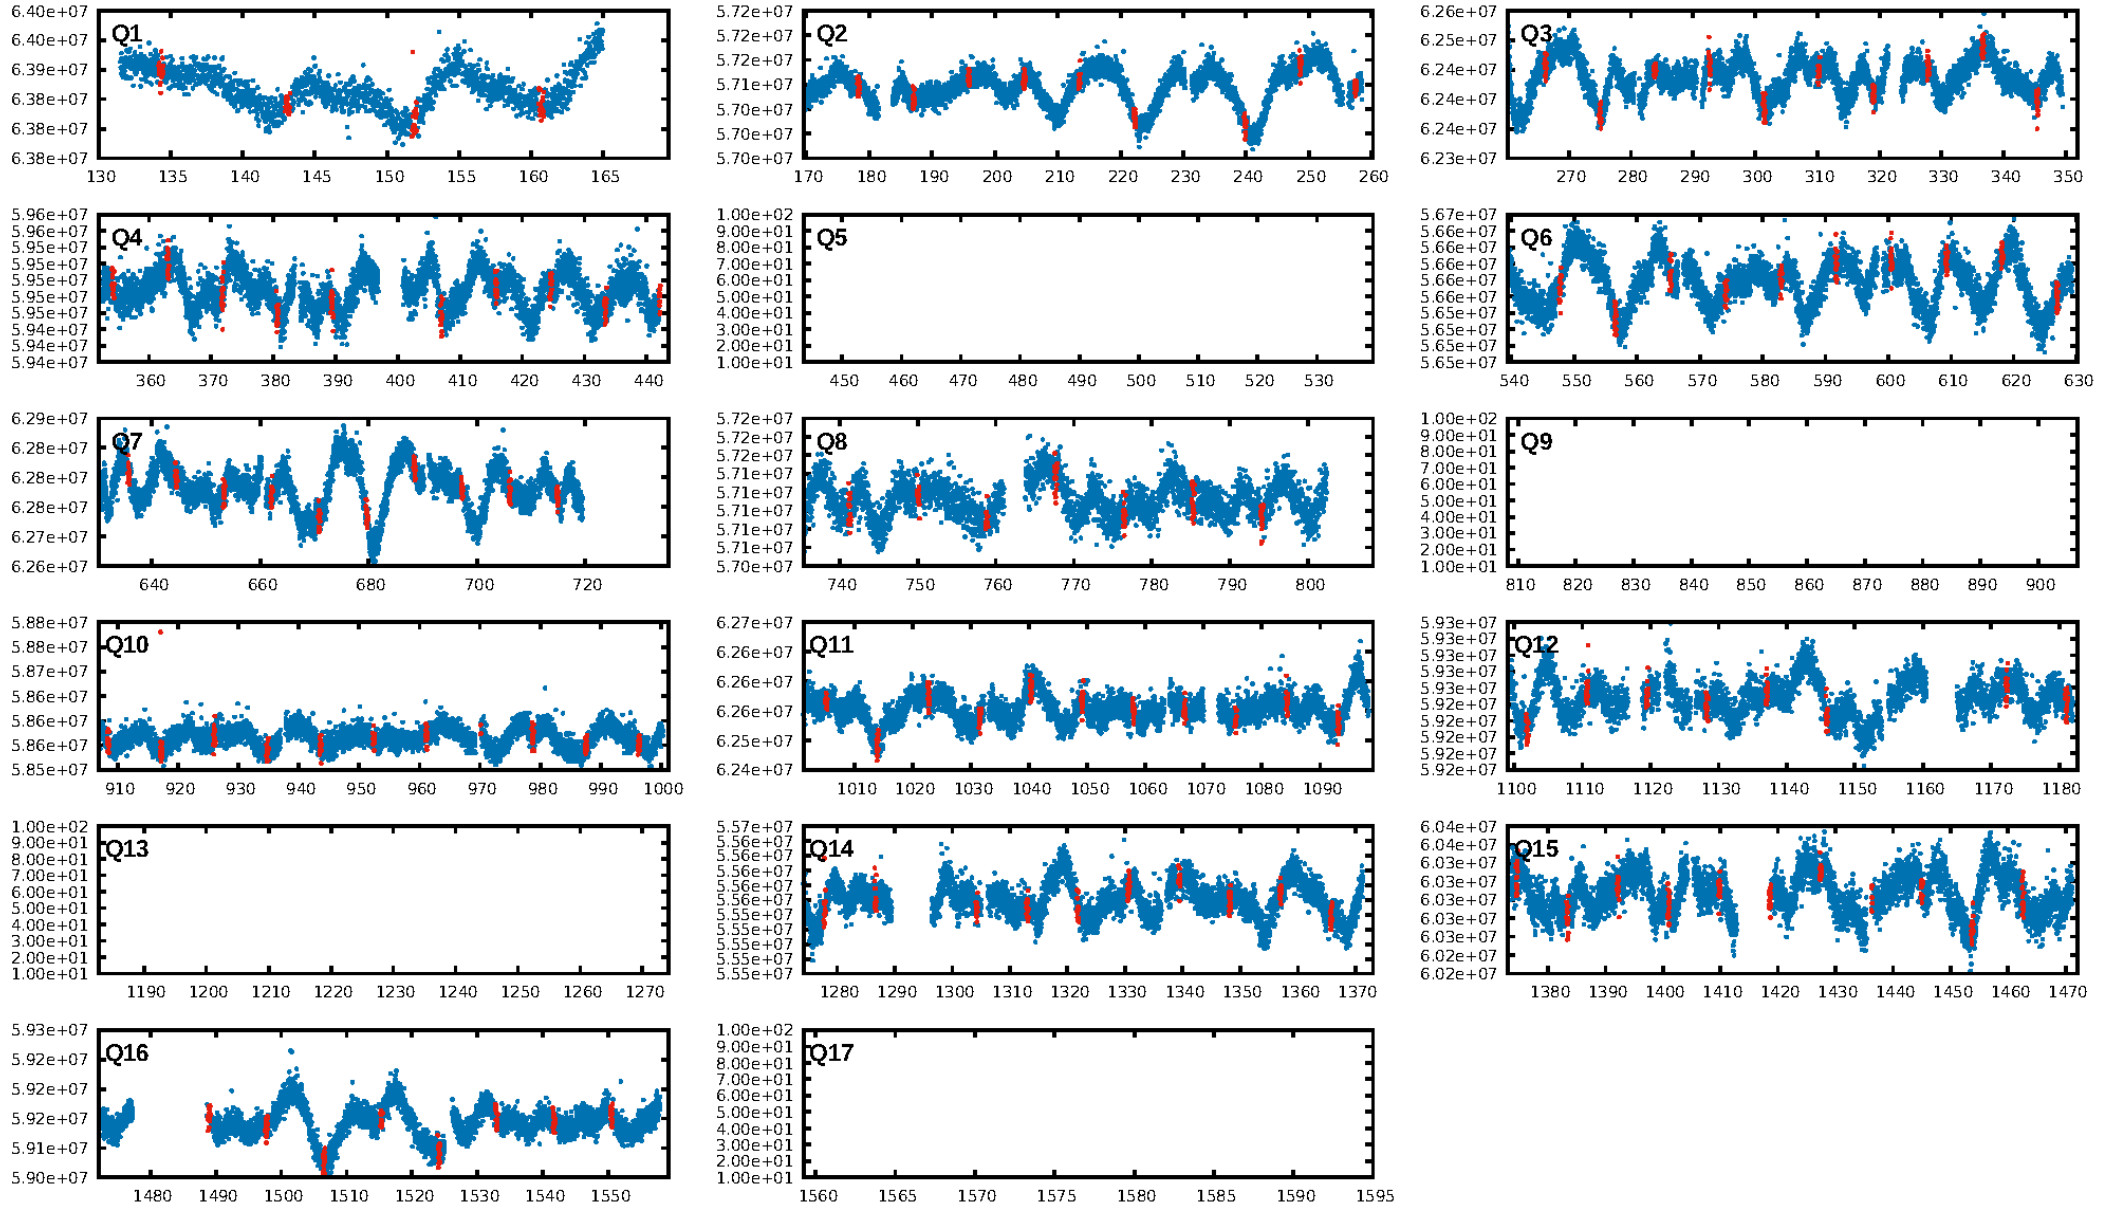 Q1
6.40e+07
6.40e+07
6.39e+07
6.38e+07
6.38e+07
6.38e+07
130 135 140 145 150 155 160 165
Q2
5.72e+07
5.72e+07
5.72e+07
5.71e+07
5.70e+07
5.70e+07
5.70e+07
170 180 190 200 210 220 230 240 250 260
Q3
6.26e+07
6.25e+07
6.24e+07
6.24e+07
6.24e+07
6.23e+07
270 280 290 300 310 320 330 340 350
Q4
5.96e+07
5.95e+07
5.95e+07
5.95e+07
5.95e+07
5.95e+07
5.95e+07
5.94e+07
5.94e+07
5.94e+07
360 370 380 390 400 410 420 430 440
Q5
1.00e+02
9.00e+01
8.00e+01
7.00e+01
6.00e+01
5.00e+01
4.00e+01
3.00e+01
2.00e+01
1.00e+01
450 460 470 480 490 500 510 520 530
Q6
5.67e+07
5.66e+07
5.66e+07
5.66e+07
5.66e+07
5.66e+07
5.65e+07
5.65e+07
5.65e+07
5.65e+07
540 550 560 570 580 590 600 610 620 630
Q7
6.29e+07
6.28e+07
6.28e+07
6.28e+07
6.27e+07
6.26e+07
640 660 680 700 720
Q8
5.72e+07
5.72e+07
5.72e+07
5.71e+07
5.71e+07
5.71e+07
5.71e+07
5.71e+07
5.70e+07
740 750 760 770 780 790 800
Q9
1.00e+02
9.00e+01
8.00e+01
7.00e+01
6.00e+01
5.00e+01
4.00e+01
3.00e+01
2.00e+01
1.00e+01
810 820 830 840 850 860 870 880 890 900
Q10
5.88e+07
5.88e+07
5.87e+07
5.86e+07
5.86e+07
5.86e+07
5.85e+07
910 920 930 940 950 960 970 980 990 1000
Q11
6.27e+07
6.26e+07
6.26e+07
6.26e+07
6.25e+07
6.24e+07
1010 1020 1030 1040 1050 1060 1070 1080 1090
Q12
5.93e+07
5.93e+07
5.93e+07
5.93e+07
5.93e+07
5.92e+07
5.92e+07
5.92e+07
5.92e+07
5.92e+07
1100 1110 1120 1130 1140 1150 1160 1170 1180
Q13
1.00e+02
9.00e+01
8.00e+01
7.00e+01
6.00e+01
5.00e+01
4.00e+01
3.00e+01
2.00e+01
1.00e+01
1190 1200 1210 1220 1230 1240 1250 1260 1270
Q14
5.57e+07
5.56e+07
5.56e+07
5.56e+07
5.56e+07
5.55e+07
5.55e+07
5.55e+07
5.55e+07
5.55e+07
1280 1290 1300 1310 1320 1330 1340 1350 1360 1370
Q15
6.04e+07
6.04e+07
6.03e+07
6.03e+07
6.03e+07
6.03e+07
6.03e+07
6.02e+07
6.02e+07
1380 1390 1400 1410 1420 1430 1440 1450 1460 1470
Q16
5.93e+07
5.92e+07
5.92e+07
5.92e+07
5.91e+07
5.90e+07
1480 1490 1500 1510 1520 1530 1540 1550
Q17
1.00e+02
9.00e+01
8.00e+01
7.00e+01
6.00e+01
5.00e+01
4.00e+01
3.00e+01
2.00e+01
1.00e+01
1560 1565 1570 1575 1580 1585 1590 1595